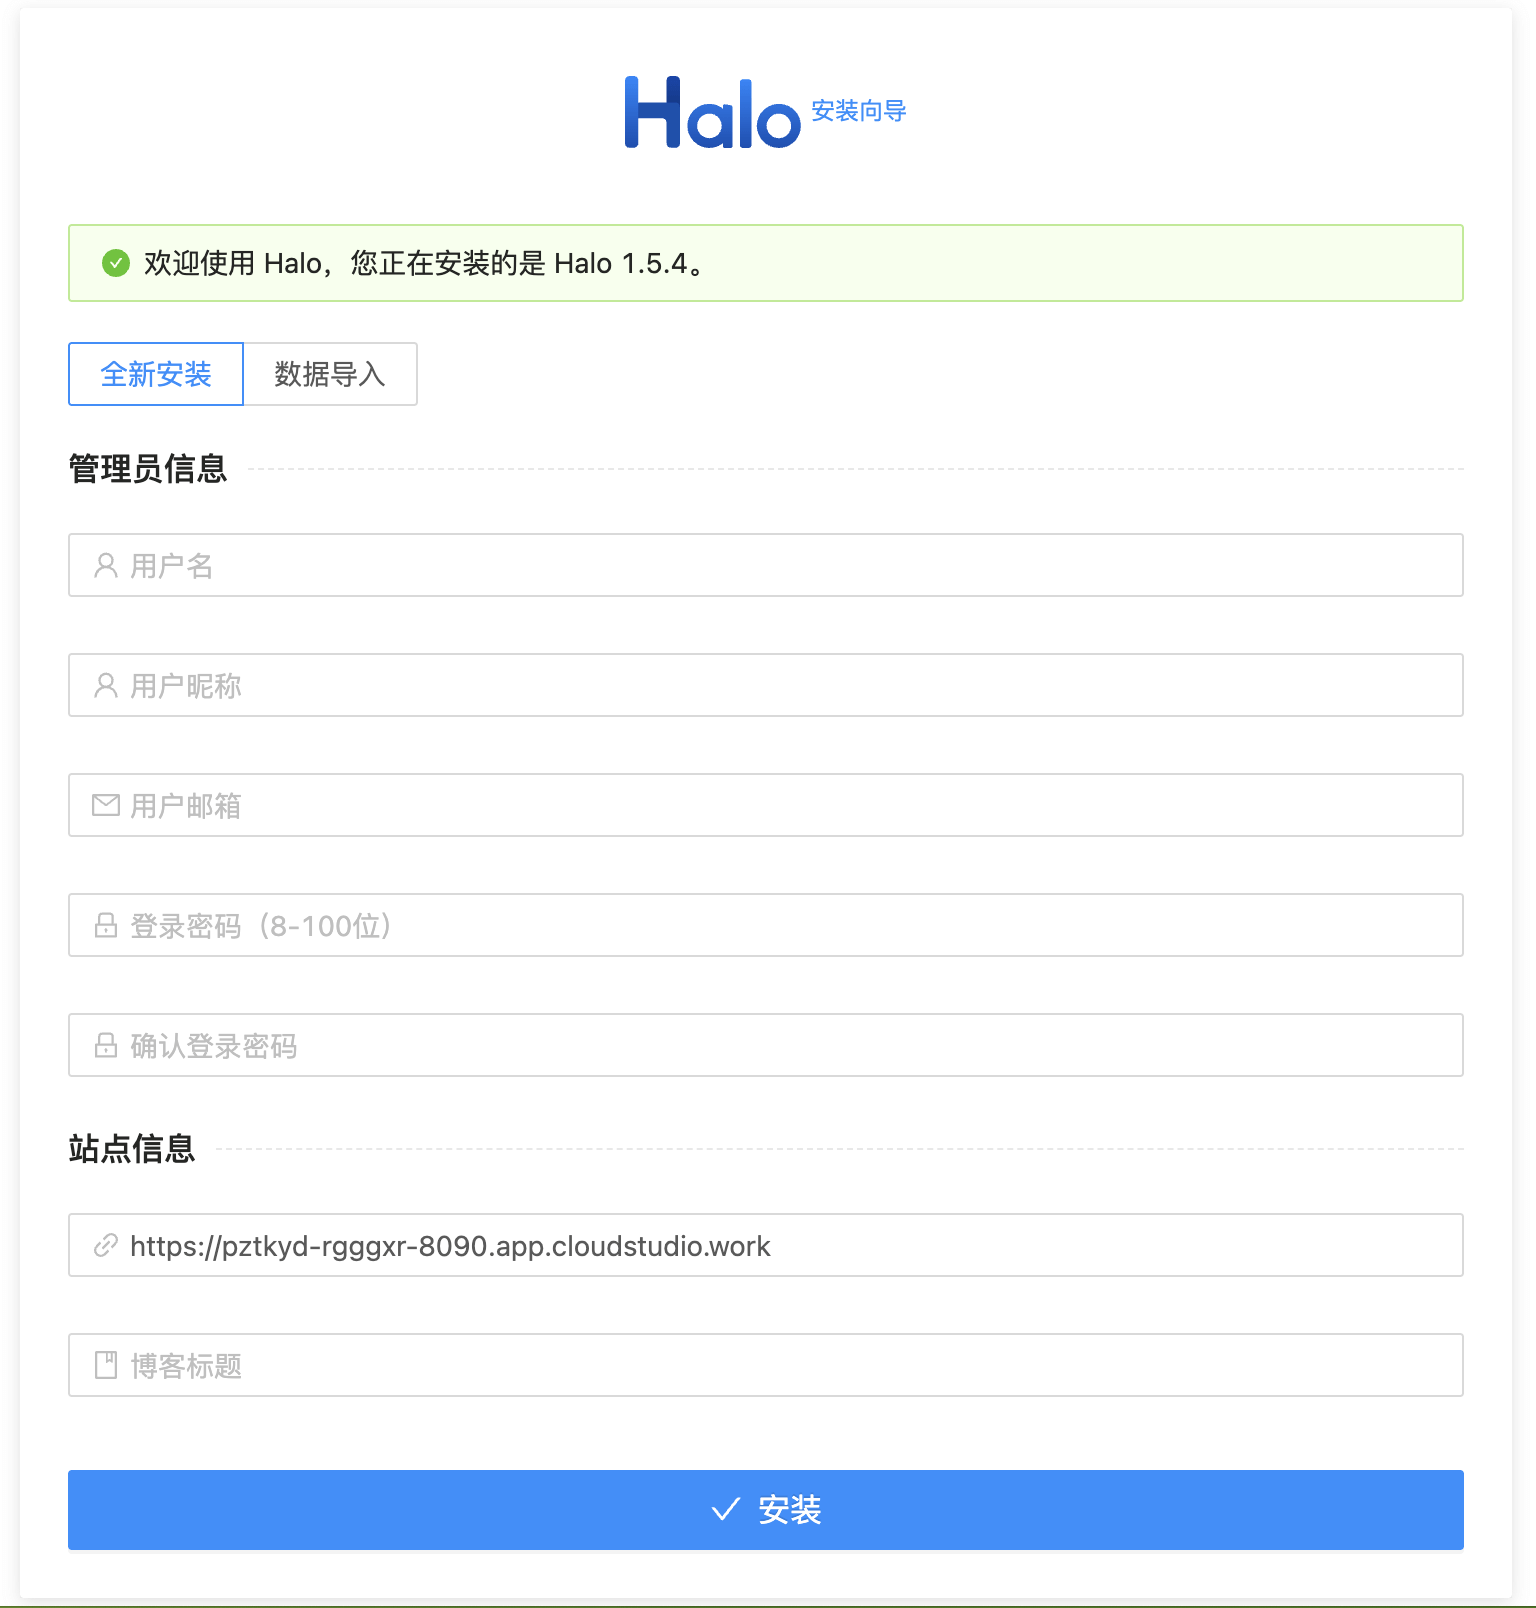 Halo 安装向导
欢迎使用 Halo，您正在安装的是 Halo 1.5.4。
全新安装 数据导入
管理员信息
用户名
用户昵称
用户邮箱
登录密码（8-100位）
确认登录密码
站点信息
https://pztkyd-rgggxr-8090.app.cloudstudio.work
博客标题
安装